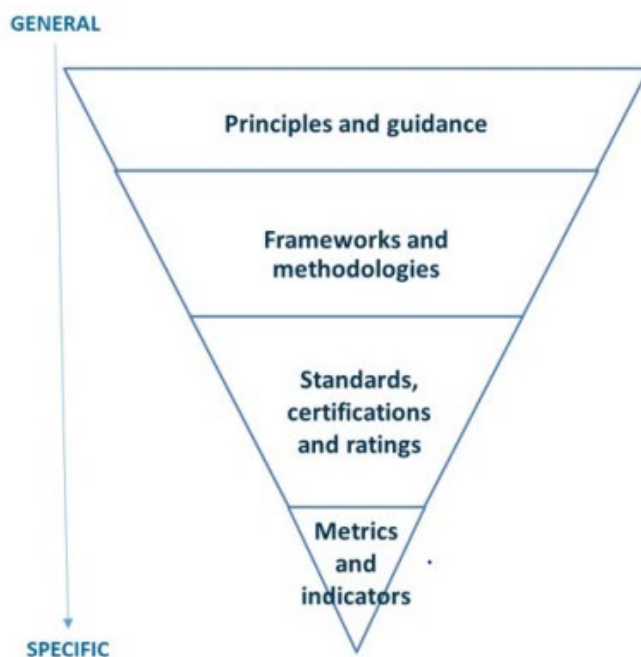 GENERAL
Principles and guidance
Frameworks and
methodologies
Standards,
certifications
and ratings
Metrics
and
indicators
SPECIFIC